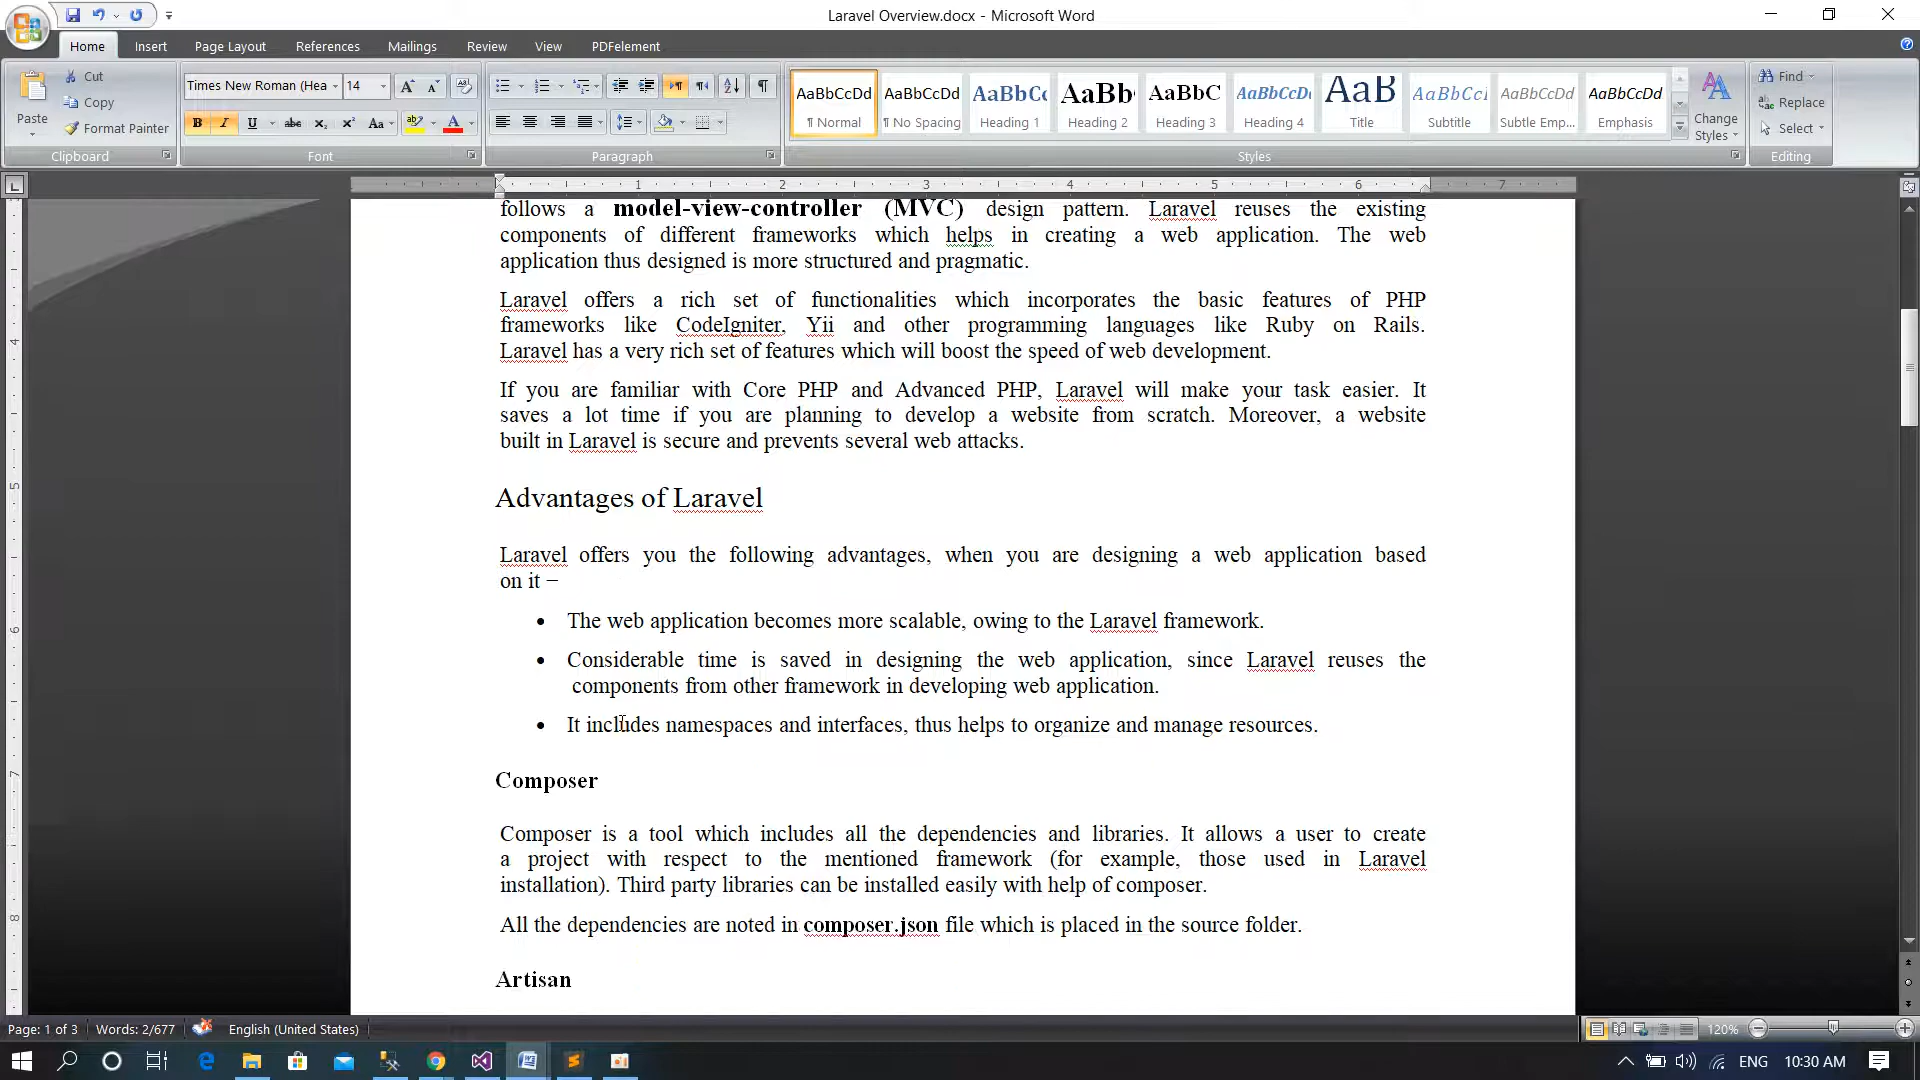 Laravel Overview.docx - Microsoft Word
Home Insert Page Layout References Mailings Review View PDFelement
Paste
Cut
Copy
Format Painter
Clipboard
Times New Roman (Hea 14
Font
Paragraph
AaBbCcDd AaBbCcDd AaBbCc AaBb AaBbC AaBbCcDd AaB AaBbCcI AaBbCcDd AaBbCcDd
¶ Normal ¶ No Spacing Heading 1 Heading 2 Heading 3 Heading 4 Title Subtitle Subtle Emp... Emphasis
Change Styles
Styles
Find
Replace
Select
Editing
1 2 3 4 5 6 7
4
5
6
7
8
follows a model-view-controller (MVC) design pattern. Laravel reuses the existing
components of different frameworks which helps in creating a web application. The web
application thus designed is more structured and pragmatic.
Laravel offers a rich set of functionalities which incorporates the basic features of PHP
frameworks like CodeIgniter, Yii and other programming languages like Ruby on Rails.
Laravel has a very rich set of features which will boost the speed of web development.
If you are familiar with Core PHP and Advanced PHP, Laravel will make your task easier. It
saves a lot time if you are planning to develop a website from scratch. Moreover, a website
built in Laravel is secure and prevents several web attacks.
Advantages of Laravel
Laravel offers you the following advantages, when you are designing a web application based
on it −
• The web application becomes more scalable, owing to the Laravel framework.
• Considerable time is saved in designing the web application, since Laravel reuses the
components from other framework in developing web application.
• It includes namespaces and interfaces, thus helps to organize and manage resources.
Composer
Composer is a tool which includes all the dependencies and libraries. It allows a user to create
a project with respect to the mentioned framework (for example, those used in Laravel
installation). Third party libraries can be installed easily with help of composer.
All the dependencies are noted in composer.json file which is placed in the source folder.
Artisan
Page: 1 of 3 Words: 2/677 English (United States) 120%
ENG 10:30 AM